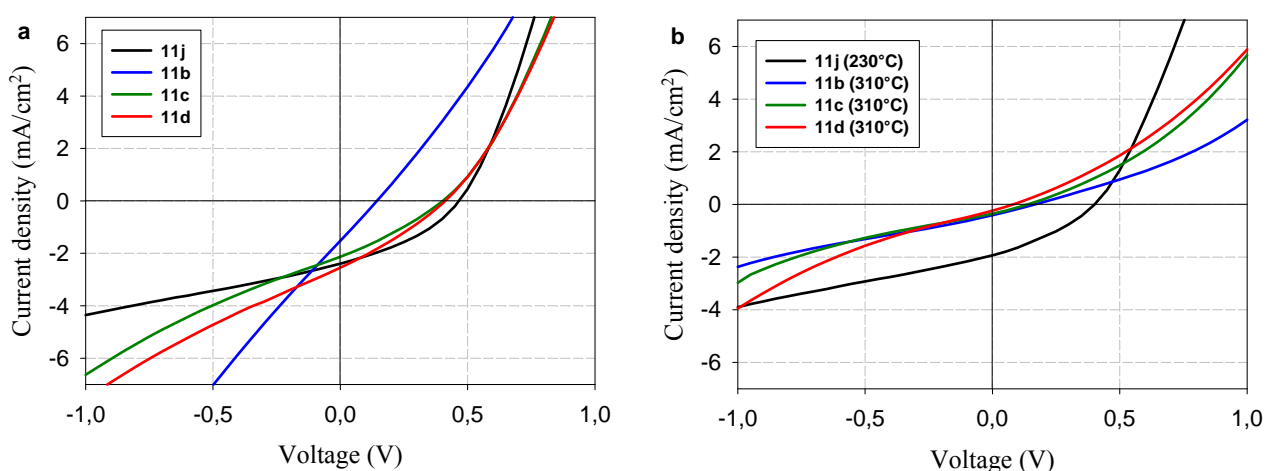 a
11j
11b
11c
11d
6
4
2
0
-2
-4
-6
-1,0
-0,5
0,0
0,5
1,0
Voltage (V)
Current density (mA/cm²)
b
11j (230°C)
11b (310°C)
11c (310°C)
11d (310°C)
6
4
2
0
-2
-4
-6
-1,0
-0,5
0,0
0,5
1,0
Voltage (V)
Current density (mA/cm²)